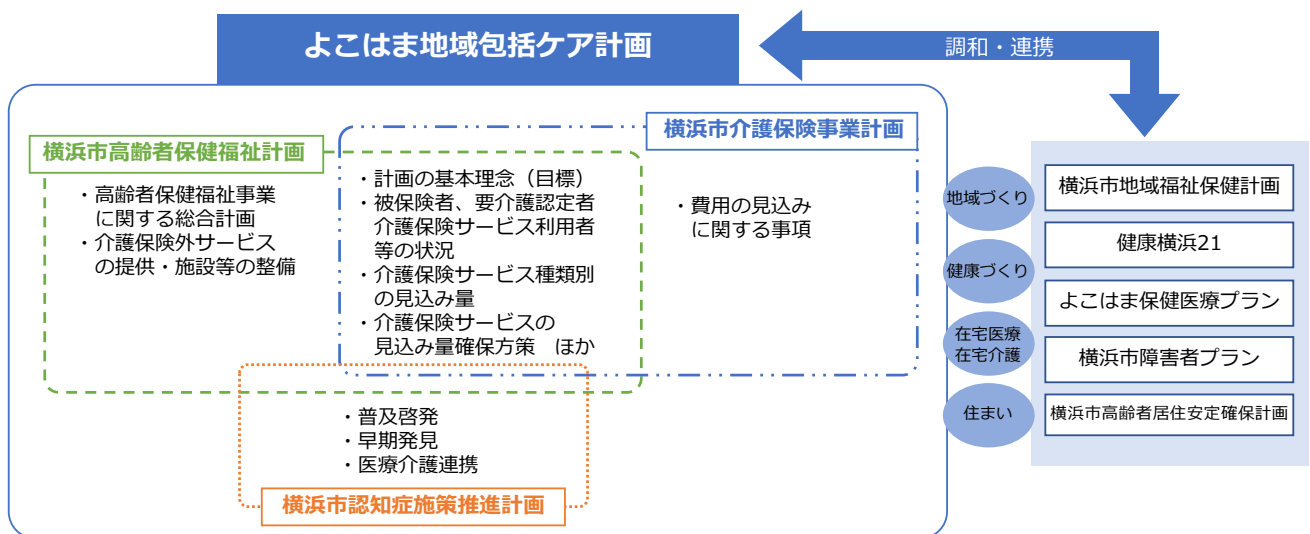 よこはま地域包括ケア計画
調和・連携
横浜市介護保険事業計画
横浜市高齢者保健福祉計画
・高齢者保健福祉事業
に関する総合計画
・介護保険外サービス
の提供・施設等の整備
・計画の基本理念（目標）
・被保険者、要介護認定者
介護保険サービス利用者
等の状況
・介護保険サービス種類別
の見込み量
・介護保険サービスの
見込み量確保方策　ほか
・費用の見込み
に関する事項
・普及啓発
・早期発見
・医療介護連携
横浜市認知症施策推進計画
地域づくり
健康づくり
在宅医療
在宅介護
住まい
横浜市地域福祉保健計画
健康横浜21
よこはま保健医療プラン
横浜市障害者プラン
横浜市高齢者居住安定確保計画